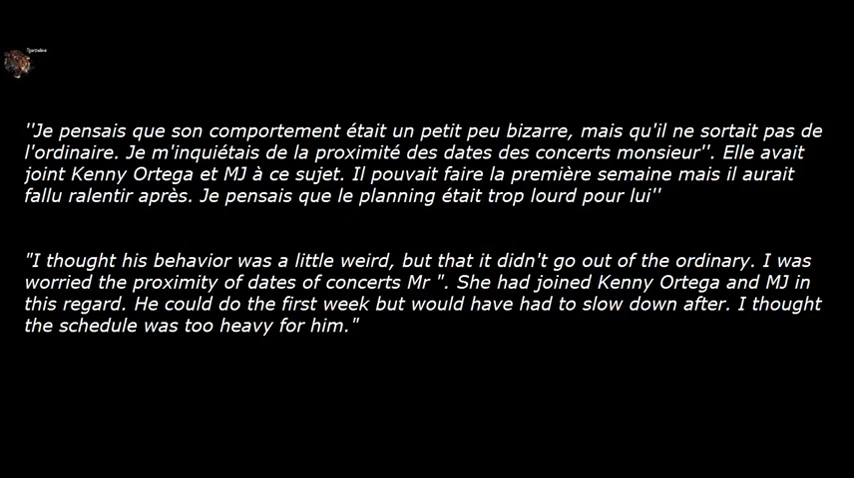 Tjarzvalove
"Je pensais que son comportement était un petit peu bizarre, mais qu'il ne sortait pas de
l'ordinaire. Je m'inquiétais de la proximité des dates des concerts monsieur". Elle avait
joint Kenny Ortega et MJ à ce sujet. Il pouvait faire la première semaine mais il aurait
fallu ralentir après. Je pensais que le planning était trop lourd pour lui"
"I thought his behavior was a little weird, but that it didn't go out of the ordinary. I was
worried the proximity of dates of concerts Mr ". She had joined Kenny Ortega and MJ in
this regard. He could do the first week but would have had to slow down after. I thought
the schedule was too heavy for him."